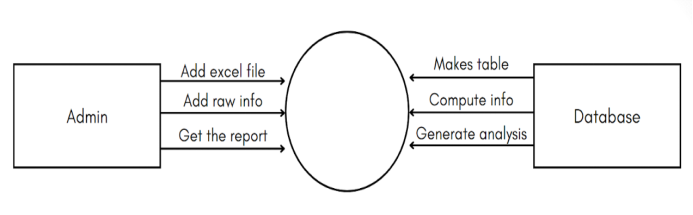 Admin
Add excel file
Add raw info
Get the report
Makes table
Compute info
Generate analysis
Database